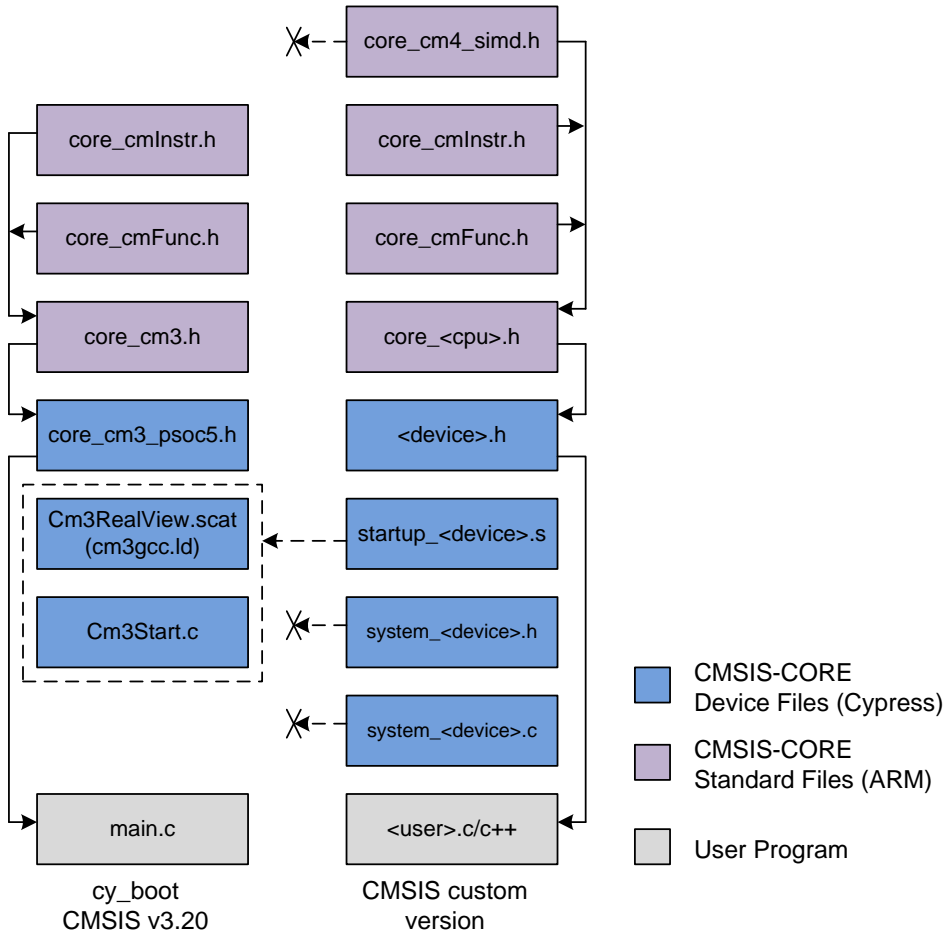 core_cm4_simd.h
core_cmInstr.h
core_cmInstr.h
core_cmFunc.h
core_cmFunc.h
core_cm3.h
core_<cpu>.h
core_cm3_psoc5.h
<device>.h
Cm3RealView.scat
(cm3gcc.ld)
startup_<device>.s
Cm3Start.c
system_<device>.h
system_<device>.c
main.c
<user>.c/c++
cy_boot
CMSIS v3.20
CMSIS custom
version
CMSIS-CORE
Device Files (Cypress)
CMSIS-CORE
Standard Files (ARM)
User Program